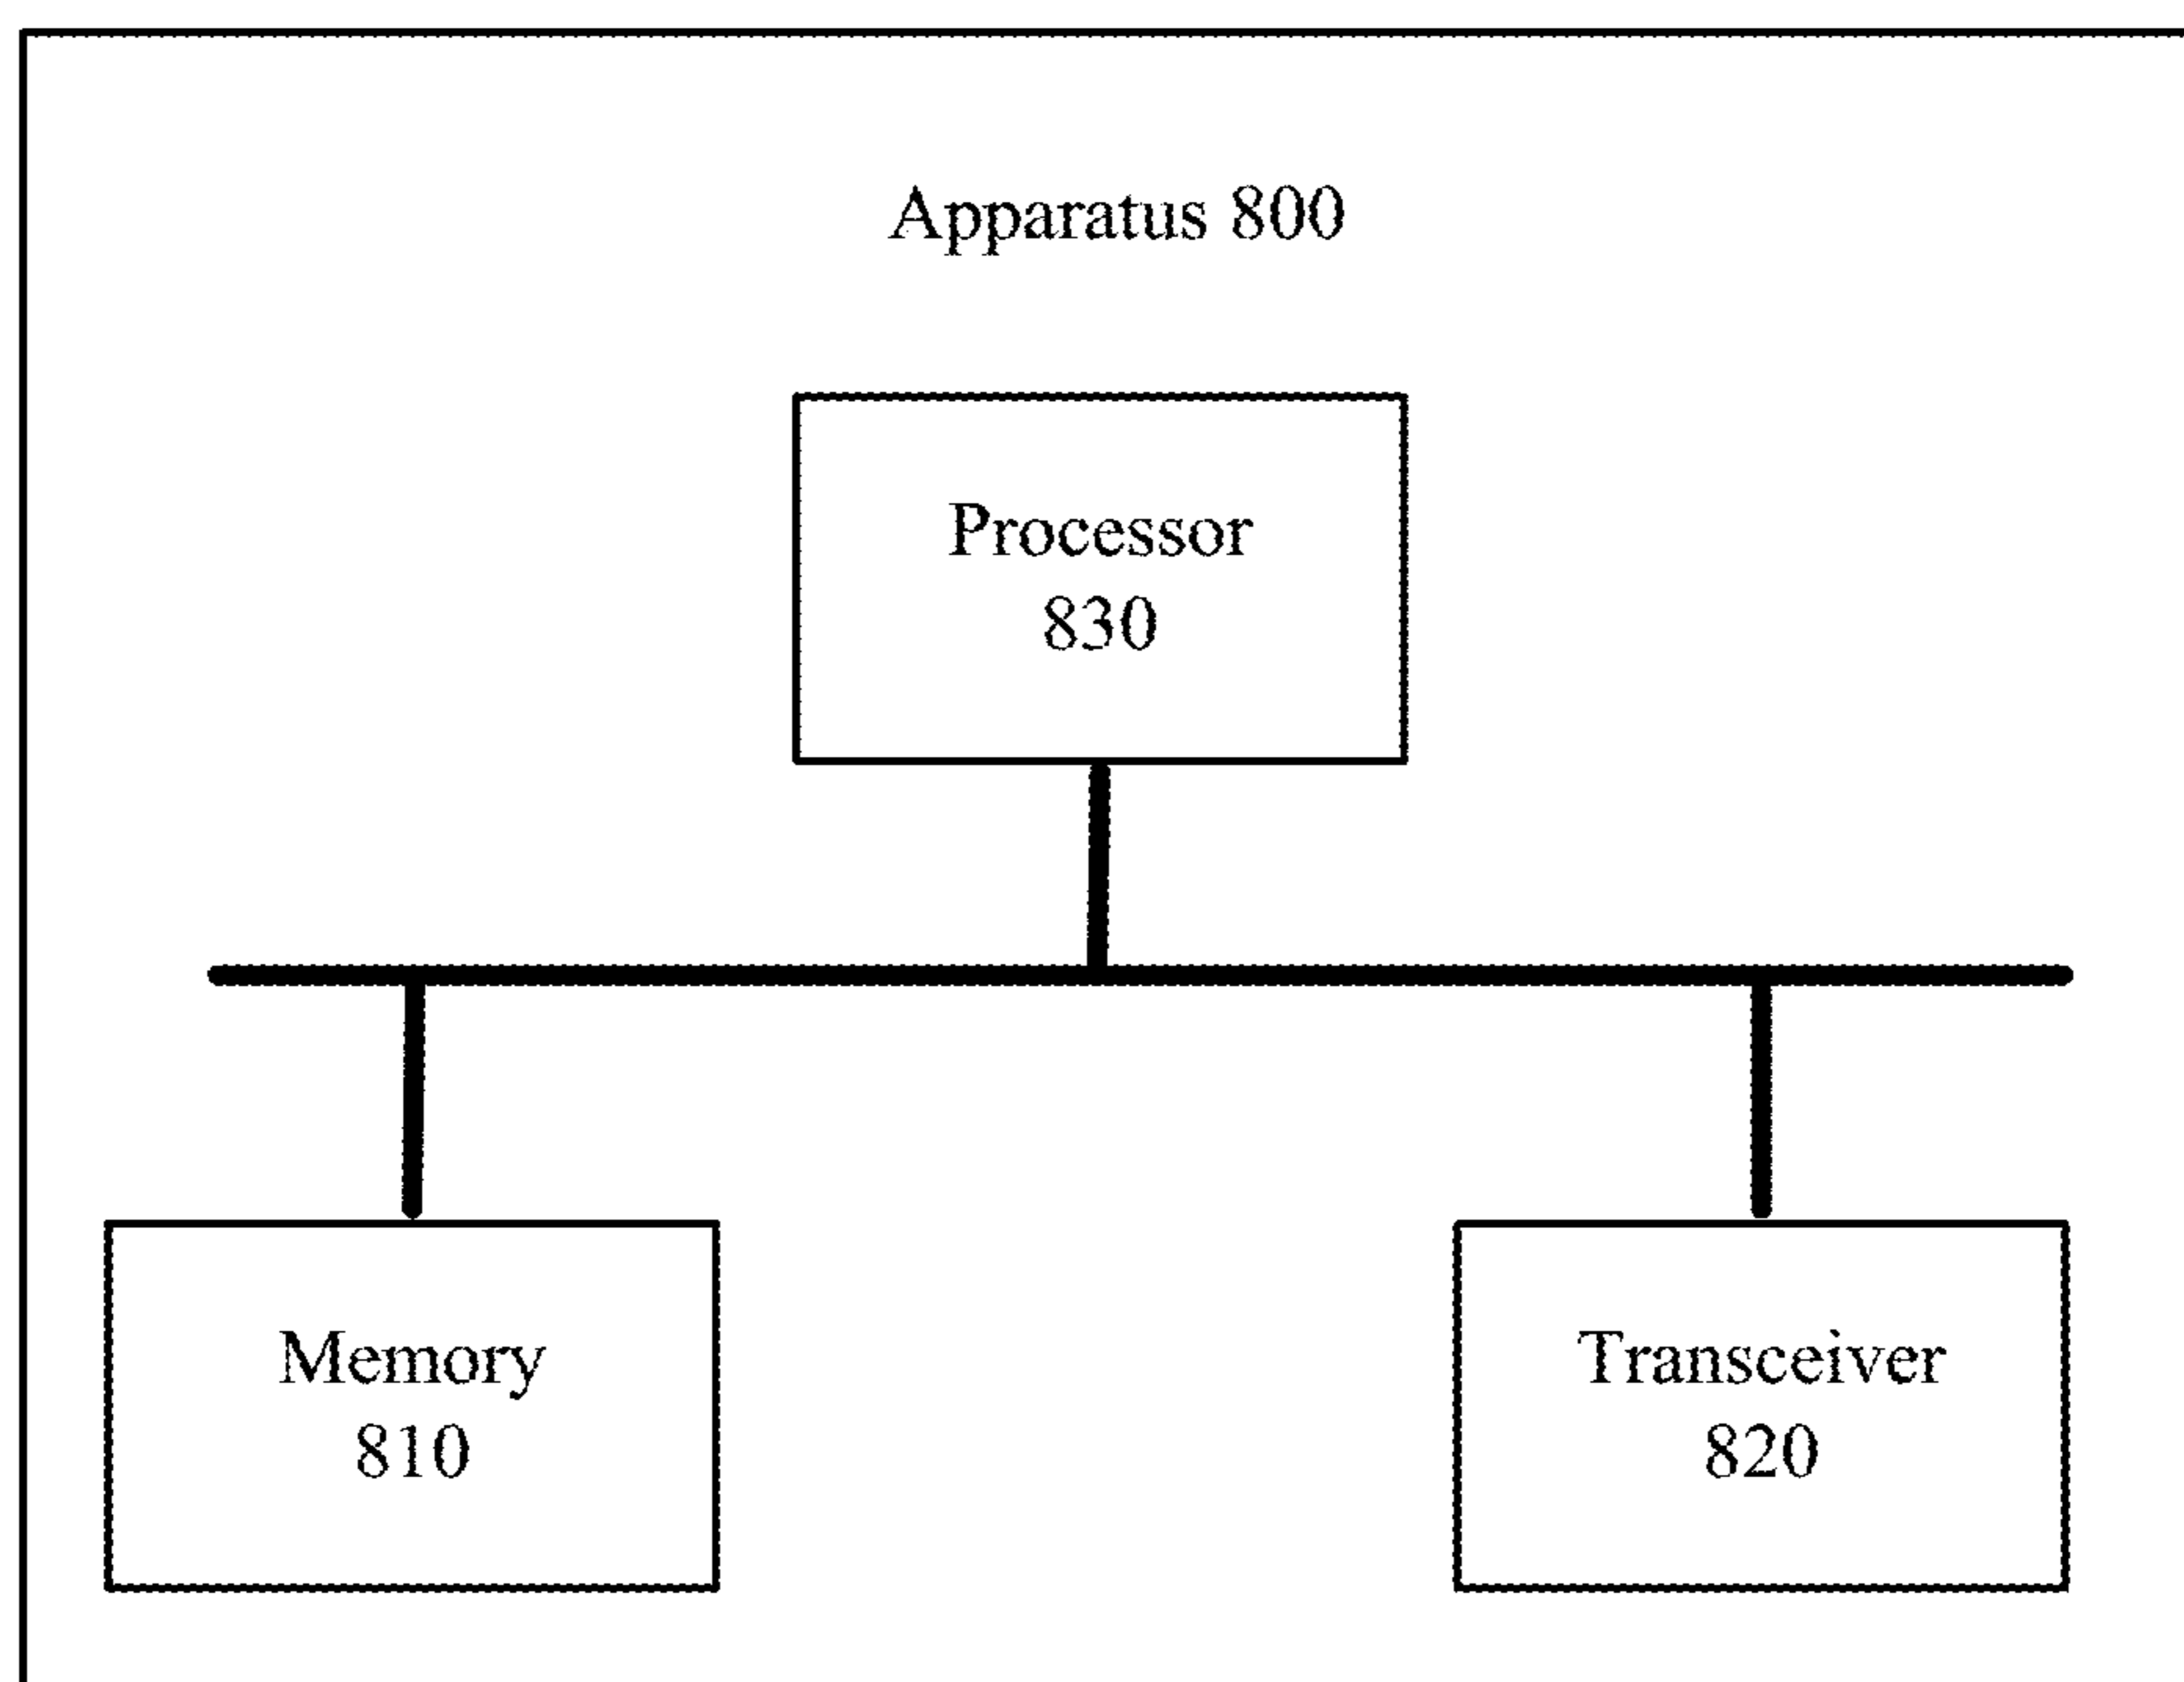 Apparatus 800
Processor
830
Memory
810
Transceiver
820